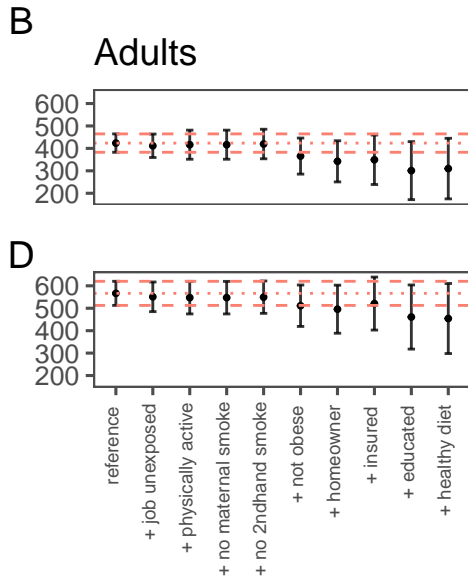 B
Adults
600
500
400
300
200
D
600
500
400
300
200
reference
+ job unexposed
+ physically active
+ no maternal smoke
+ no 2ndhand smoke
+ not obese
+ homeowner
+ insured
+ educated
+ healthy diet